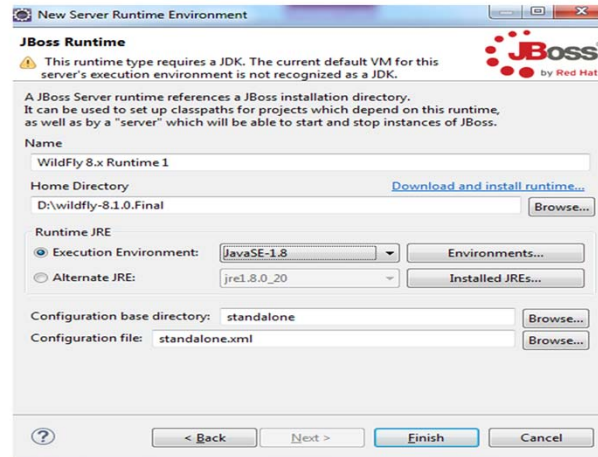 New Server Runtime Environment
JBoss Runtime
This runtime type requires a JDK. The current default VM for this
server's execution environment is not recognized as a JDK.
JBoss
by Red Hat
A JBoss Server runtime references a JBoss installation directory.
It can be used to set up classpaths for projects which depend on this runtime,
as well as by a "server" which will be able to start and stop instances of JBoss.
Name
WildFly 8.x Runtime 1
Home Directory
Download and install runtime...
D:\wildfly-8.1.0.Final
Browse...
Runtime JRE
Execution Environment:
JavaSE-1.8
Environments...
Alternate JRE:
jre1.8.0_20
Installed JREs...
Configuration base directory:
standalone
Browse...
Configuration file:
standalone.xml
Browse...
?
< Back
Next >
Finish
Cancel